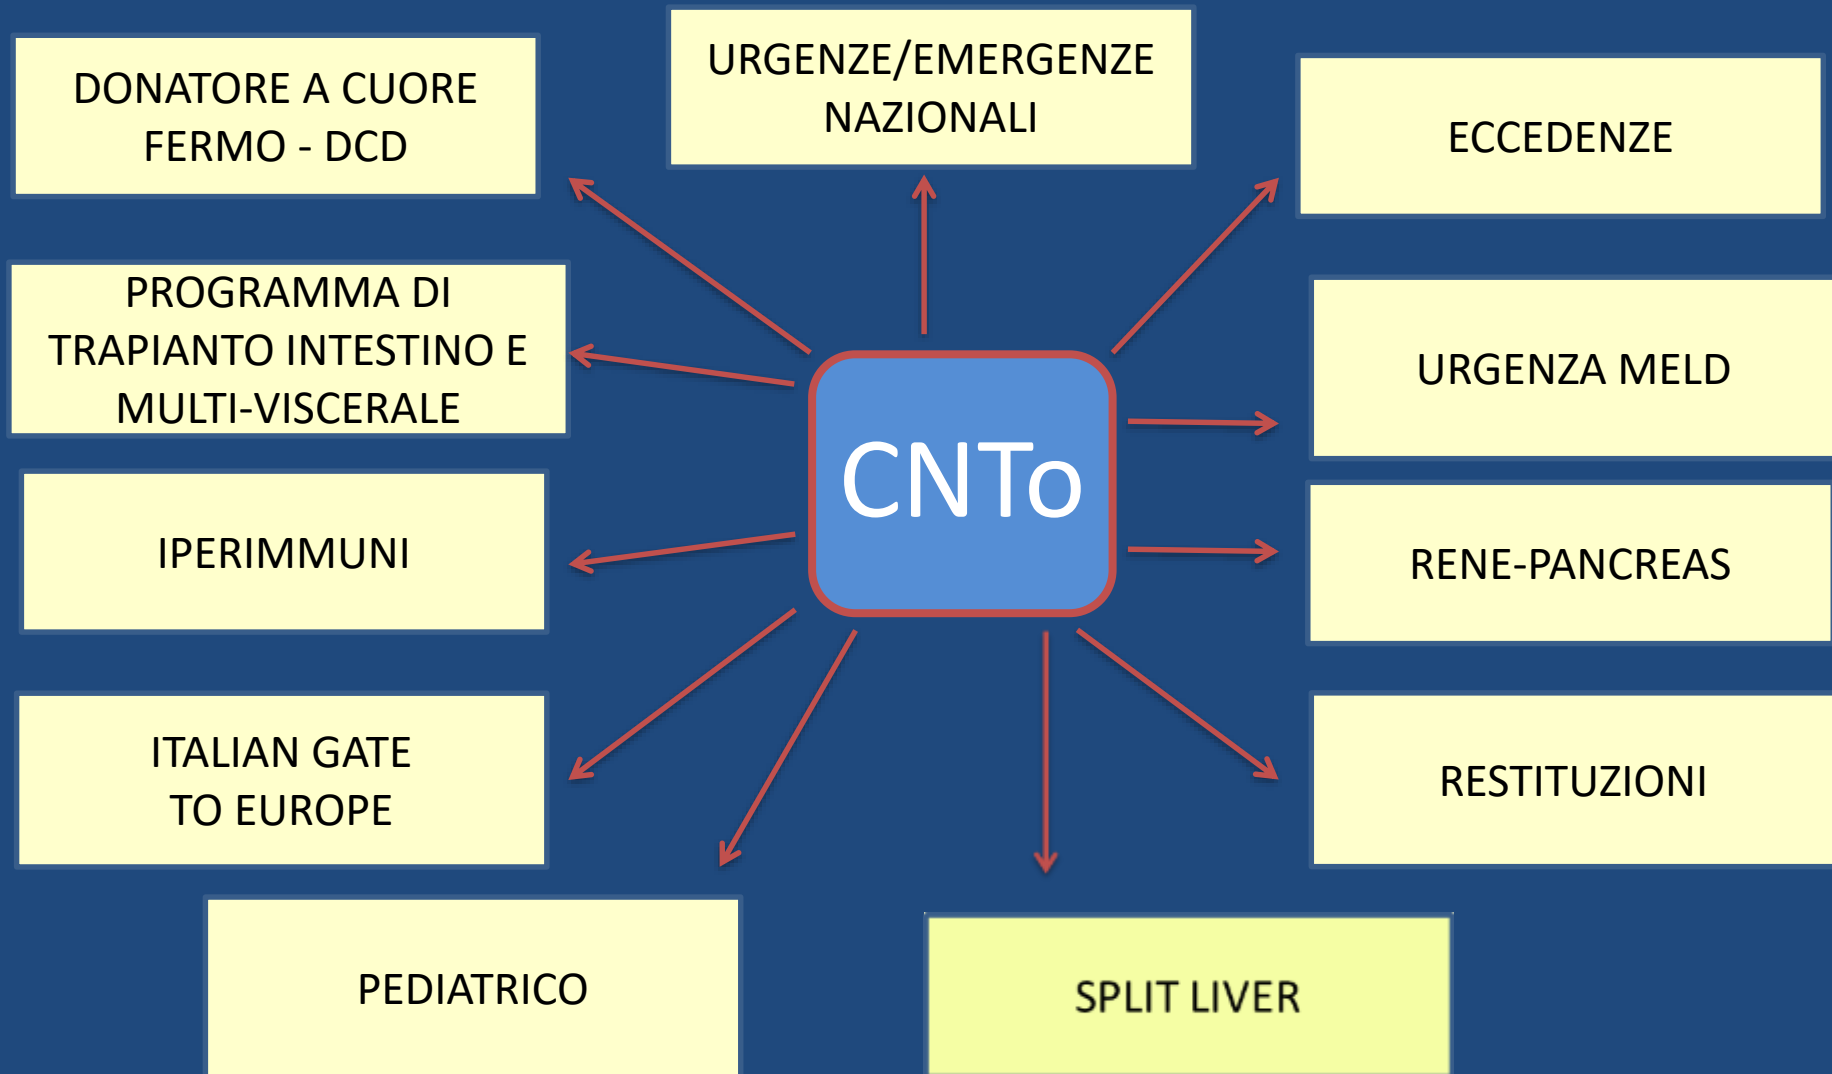 DONATORE A CUORE
FERMO - DCD
URGENZE/EMERGENZE
NAZIONALI
ECCEDENZE
PROGRAMMA DI
TRAPIANTO INTESTINO E
MULTI-VISCERALE
URGENZA MELD
CNTo
IPERIMMUNI
RENE-PANCREAS
ITALIAN GATE
TO EUROPE
RESTITUZIONI
PEDIATRICO
SPLIT LIVER